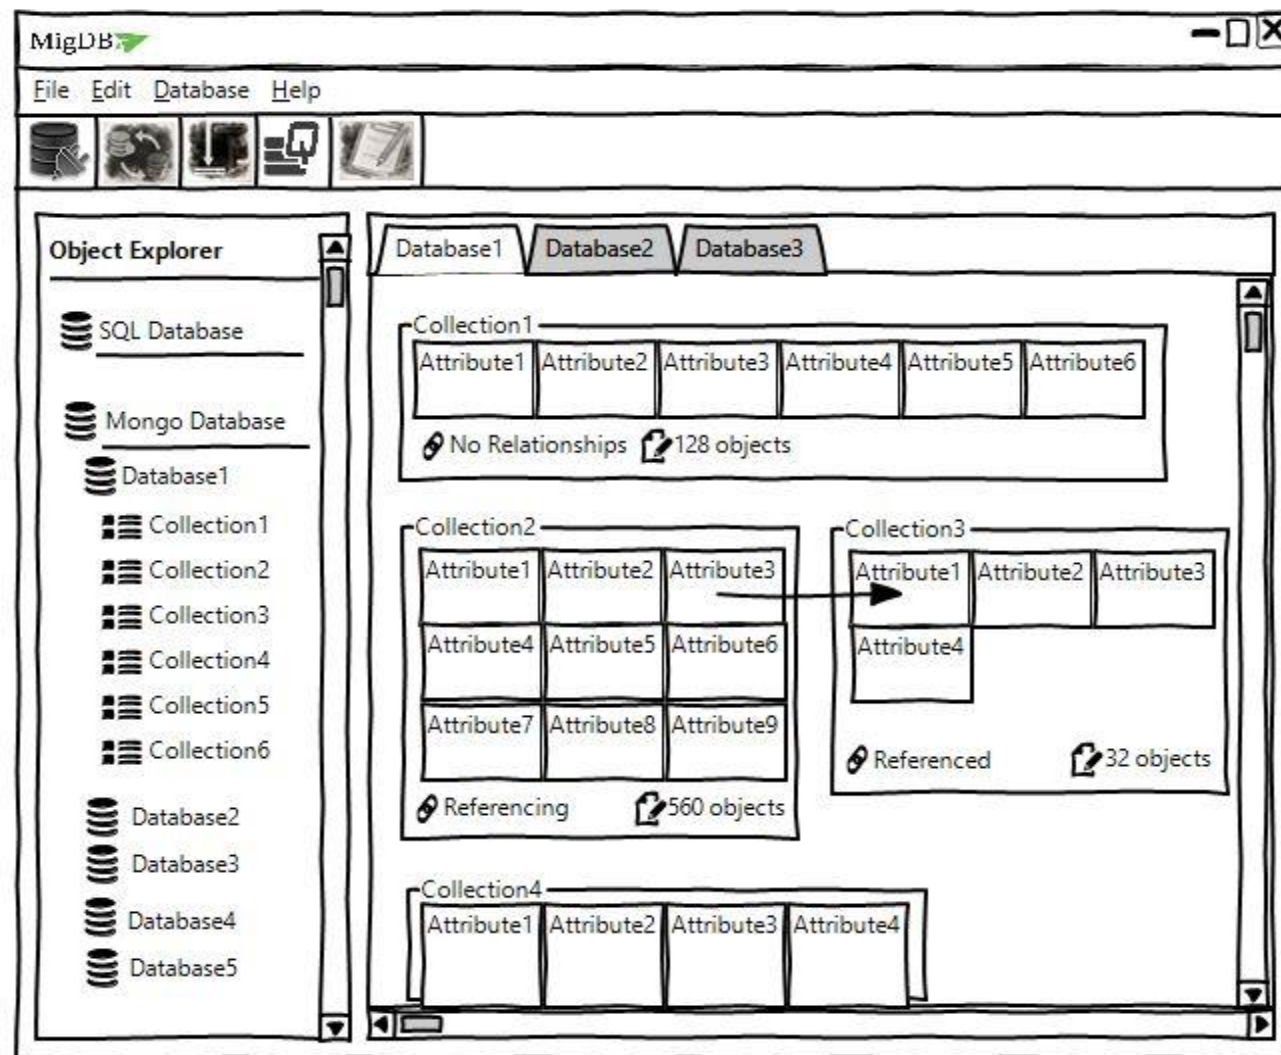 MigDB
File Edit Database Help
Object Explorer
SQL Database
Mongo Database
Database1
Collection1
Collection2
Collection3
Collection4
Collection5
Collection6
Database2
Database3
Database4
Database5
Database1 Database2 Database3
Collection1
Attribute1 Attribute2 Attribute3 Attribute4 Attribute5 Attribute6
No Relationships 128 objects
Collection2
Attribute1 Attribute2 Attribute3
Attribute4 Attribute5 Attribute6
Attribute7 Attribute8 Attribute9
Referencing 560 objects
Collection3
Attribute1 Attribute2 Attribute3
Attribute4
Referenced 32 objects
Collection4
Attribute1 Attribute2 Attribute3 Attribute4